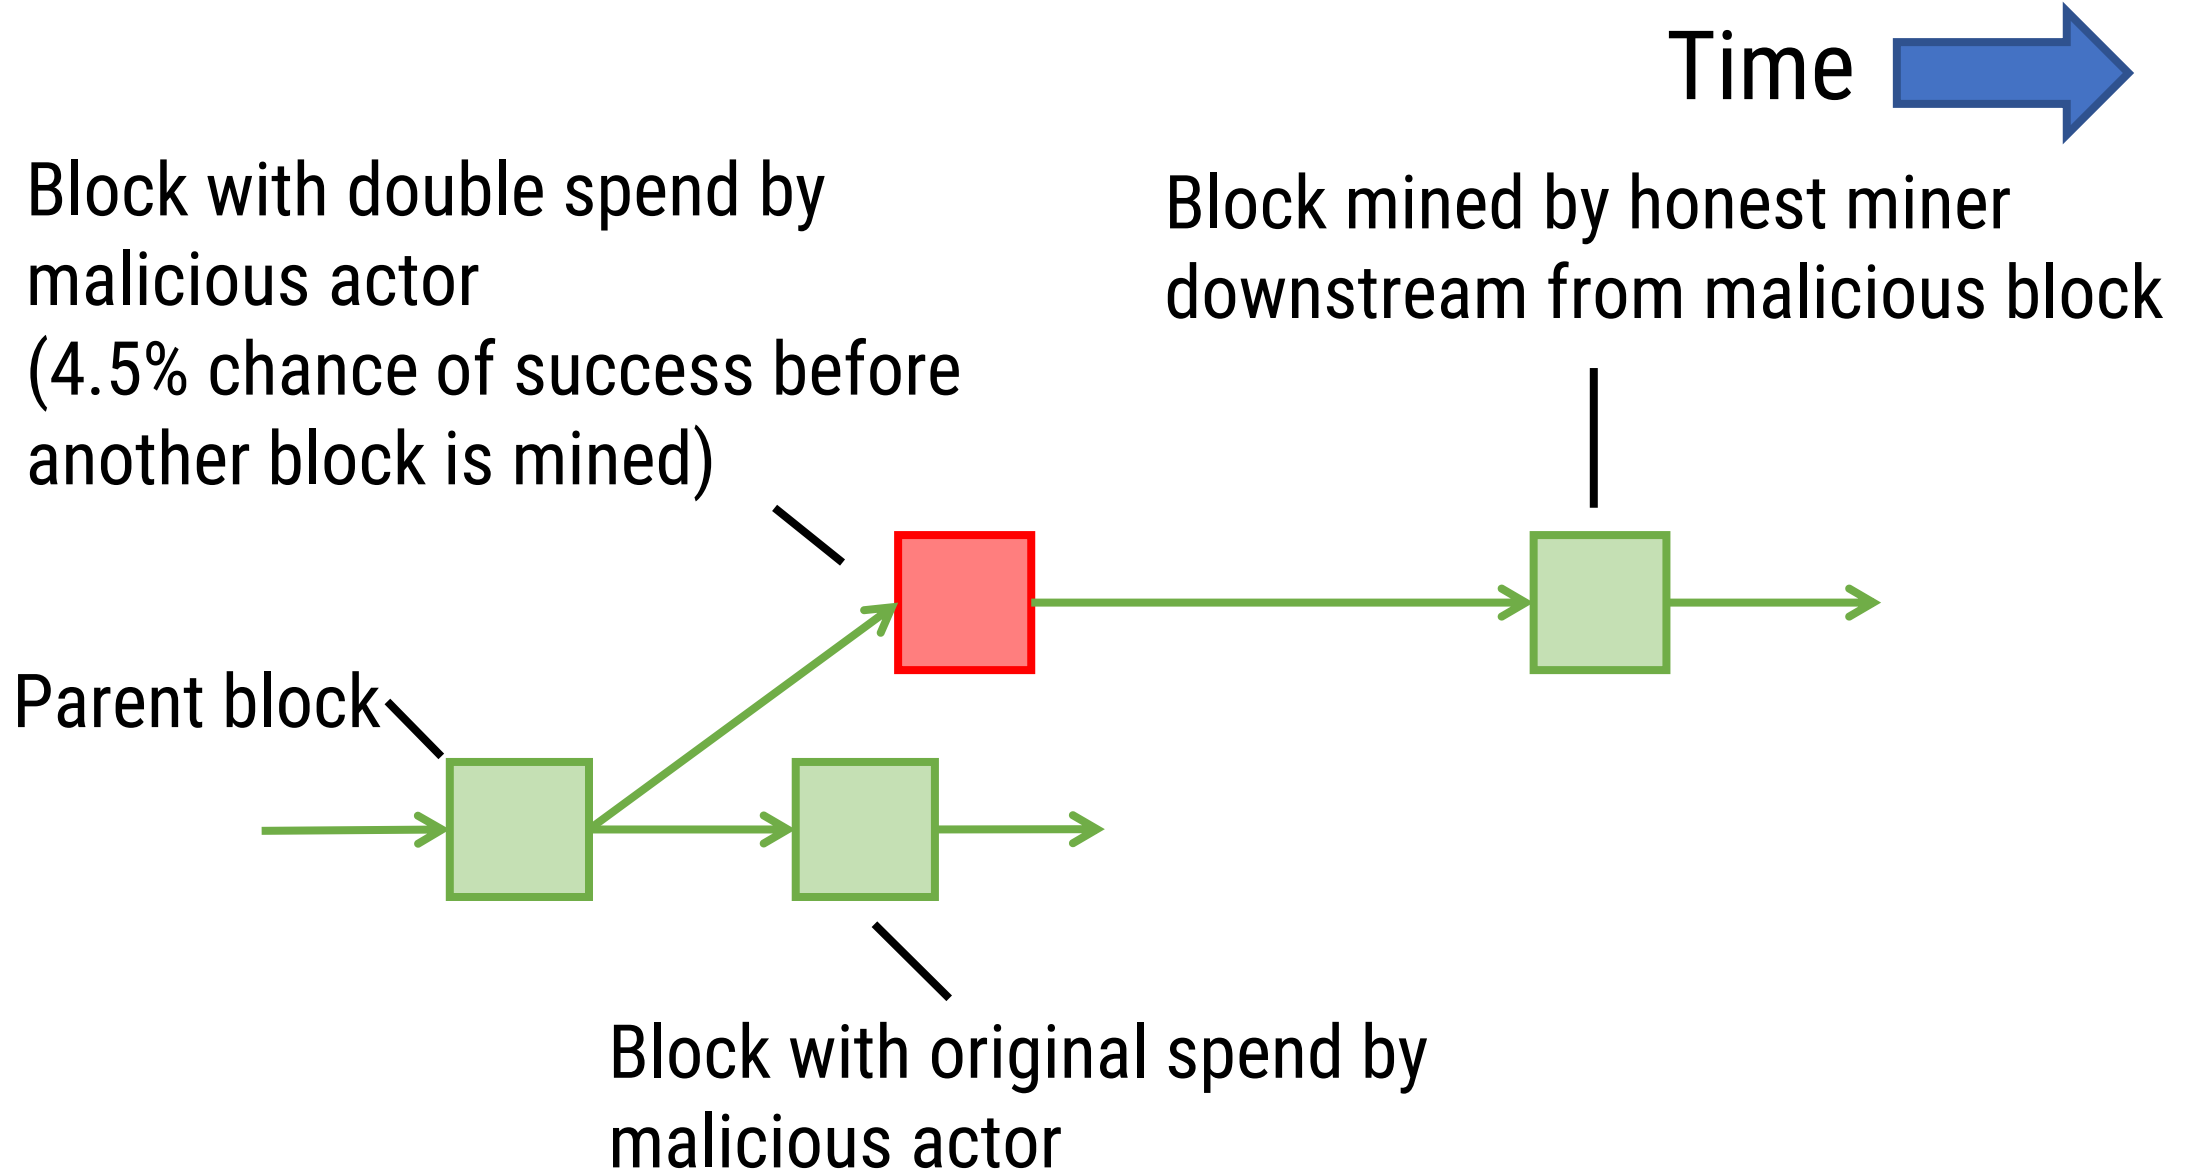 Time
Block with double spend by
malicious actor
(4.5% chance of success before
another block is mined)
Block mined by honest miner
downstream from malicious block
Parent block
Block with original spend by
malicious actor